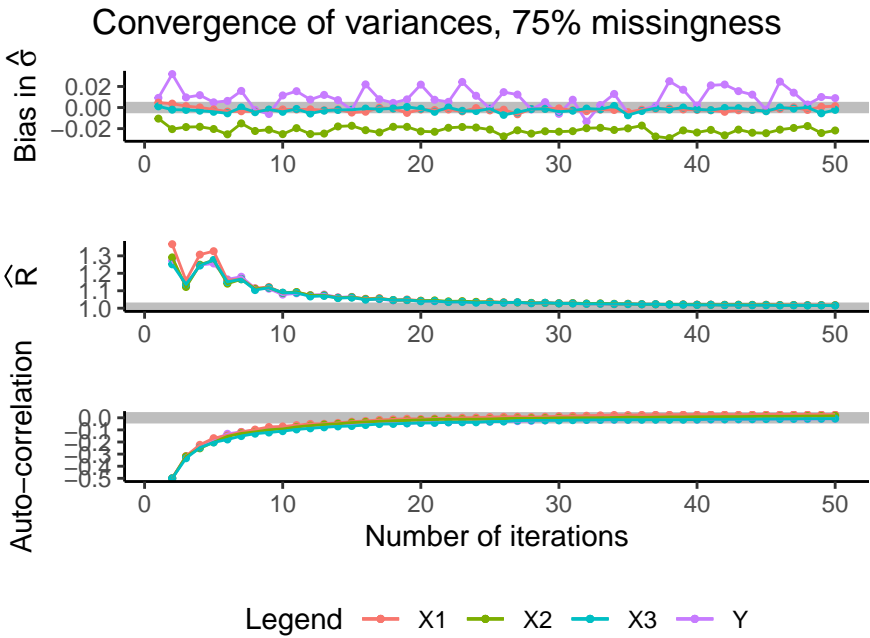 Convergence of variances, 75% missingness
Bias in σ̂
0.02
0.00
−0.02
0 10 20 30 40 50
R̂
1.3
1.2
1.1
1.0
0 10 20 30 40 50
Auto−correlation
0.0
−0.1
−0.2
−0.3
−0.4
−0.5
0 10 20 30 40 50
Number of iterations
Legend X1 X2 X3 Y